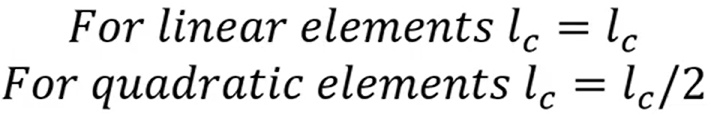 For linear elements l_c = l_c
For quadratic elements l_c = l_c/2